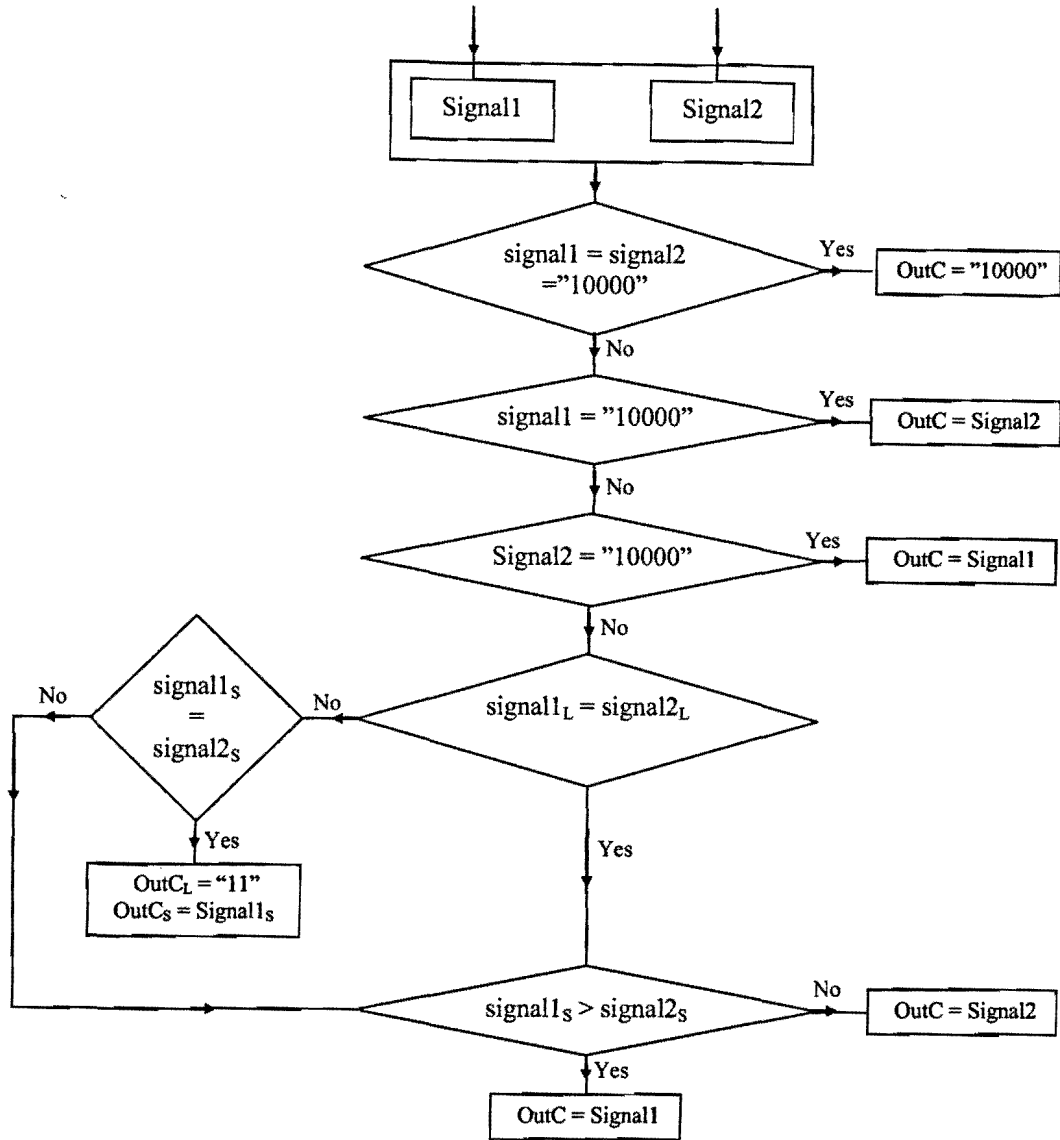 Signal1
Signal2
signal1 = signal2
="10000"
Yes
OutC = "10000"
No
signal1 = "10000"
Yes
OutC = Signal2
No
Signal2 = "10000"
Yes
OutC = Signal1
No
signal1L = signal2L
No
signal1S
=
signal2S
No
Yes
OutCL = “11”
OutCS = Signal1S
Yes
signal1S > signal2S
No
OutC = Signal2
Yes
OutC = Signal1